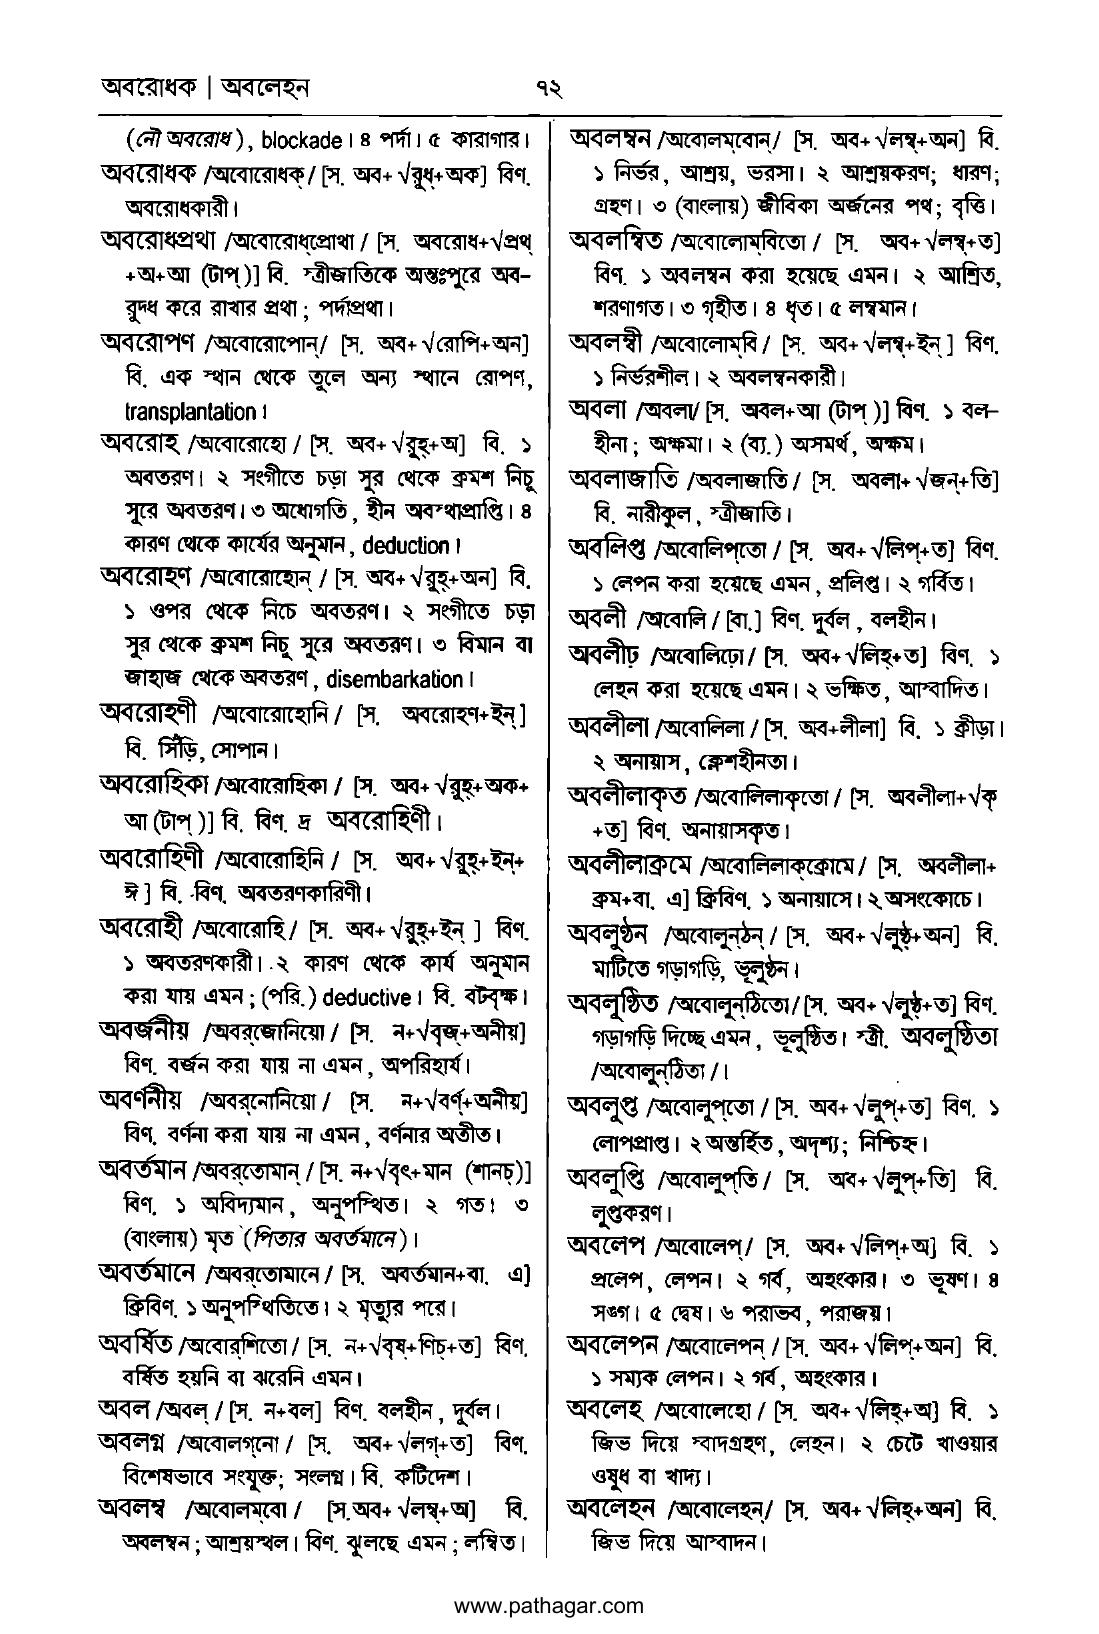 অবরোধক | অবলেহন
৭২
(নৌ অবরোধ), blockade। ৪ পর্দা। ৫ কারাগার।
অবরোধক /অবোরোধক্/ [স. অব+√রুধ্+অক] বিণ.
অবরোধকারী।
অবরোধপ্রথা /অবোরোধ্‌প্রোথা/ [স. অবরোধ+√প্রথ্
+অ+আ (টাপ্)] বি. স্ত্রীজাতিকে অন্তঃপুরে অব–
রুদ্ধ করে রাখার প্রথা; পর্দাপ্রথা।
অবরোপণ /অবোরোপোন্/ [স. অব+√রোপি+অন]
বি. এক স্থান থেকে তুলে অন্য স্থানে রোপণ,
transplantation।
অবরোহ /অবোরোহো/ [স. অব+√রুহ্+অ] বি. ১
অবতরণ। ২ সংগীতে চড়া সুর থেকে ক্রমশ নিচু
সুরে অবতরণ। ৩ অধোগতি, হীন অবস্থাপ্রাপ্তি। ৪
কারণ থেকে কার্যের অনুমান, deduction।
অবরোহণ /অবোরোহোন্/ [স. অব+√রুহ্+অন] বি.
১ ওপর থেকে নিচে অবতরণ। ২ সংগীতে চড়া
সুর থেকে ক্রমশ নিচু সুরে অবতরণ। ৩ বিমান বা
জাহাজ থেকে অবতরণ, disembarkation।
অবরোহণী /অবোরোহোনি/ [স. অবরোহণ+ইন্]
বি. সিঁড়ি, সোপান।
অবরোহিকা /অবোরোহিকা/ [স. অব+√রুহ্+অক+
আ (টাপ্)] বি. বিণ. দ্র অবরোহিণী।
অবরোহিণী /অবোরোহিনি/ [স. অব+√রুহ্+ইন্+
ঈ] বি. বিণ. অবতরণকারিণী।
অবরোহী /অবোরোহি/ [স. অব+√রুহ্+ইন্] বিণ.
১ অবতরণকারী। ২ কারণ থেকে কার্য অনুমান
করা যায় এমন; (পরি.) deductive। বি. বটবৃক্ষ।
অবর্জনীয় /অবর্‌জোনিয়ো/ [স. ন+√বৃজ্+অনীয়]
বিণ. বর্জন করা যায় না এমন, অপরিহার্য।
অবর্ণনীয় /অবর্‌নোনিয়ো/ [স. ন+√বর্ণ্+অনীয়]
বিণ. বর্ণনা করা যায় না এমন, বর্ণনার অতীত।
অবর্তমান /অবর্‌তোমান্/ [স. ন+√বৃৎ+মান (শানচ্)]
বিণ. ১ অবিদ্যমান, অনুপস্থিত। ২ গত। ৩
(বাংলায়) মৃত (পিতার অবর্তমানে)।
অবর্তমানে /অবর্‌তোমানে/ [স. অবর্তমান+বা. এ]
ক্রিবিণ. ১ অনুপস্থিতিতে। ২ মৃত্যুর পরে।
অবর্ষিত /অবোর্‌শিতো/ [স. ন+√বৃষ্+ণিচ্+ত] বিণ.
বর্ষিত হয়নি বা ঝরেনি এমন।
অবল /অবল্/ [স. ন+বল] বিণ. বলহীন, দুর্বল।
অবলগ্ন /অবোলগ্‌নো/ [স. অব+√লগ্+ত] বিণ.
বিশেষভাবে সংযুক্ত; সংলগ্ন। বি. কটিদেশ।
অবলম্ব /অবোলম্‌বো/ [স.অব+√লম্ব্+অ] বি.
অবলম্বন; আশ্রয়স্থল। বিণ. ঝুলছে এমন; লম্বিত।
অবলম্বন /অবোলম্‌বোন্/ [স. অব+√লম্ব্+অন] বি.
১ নির্ভর, আশ্রয়, ভরসা। ২ আশ্রয়করণ; ধারণ;
গ্রহণ। ৩ (বাংলায়) জীবিকা অর্জনের পথ; বৃত্তি।
অবলম্বিত /অবোলোম্‌বিতো/ [স. অব+√লম্ব্+ত]
বিণ. ১ অবলম্বন করা হয়েছে এমন। ২ আশ্রিত,
শরণাগত। ৩ গৃহীত। ৪ ধৃত। ৫ লম্বমান।
অবলম্বী /অবোলোম্‌বি/ [স. অব+√লম্ব্+ইন্] বিণ.
১ নির্ভরশীল। ২ অবলম্বনকারী।
অবলা /অবলা/ [স. অবল+আ (টাপ্)] বিণ. ১ বল–
হীনা; অক্ষমা। ২ (ব্য.) অসমর্থ, অক্ষম।
অবলাজাতি /অবলাজাতি/ [স. অবলা+√জন্+তি]
বি. নারীকুল, স্ত্রীজাতি।
অবলিপ্ত /অবোলিপ্‌তো/ [স. অব+√লিপ্+ত] বিণ.
১ লেপন করা হয়েছে এমন, প্রলিপ্ত। ২ গর্বিত।
অবলী /অবোলি/ [বা.] বিণ. দুর্বল, বলহীন।
অবলীঢ় /অবোলিঢ়ো/ [স. অব+√লিহ্+ত] বিণ. ১
লেহন করা হয়েছে এমন। ২ ভক্ষিত, আস্বাদিত।
অবলীলা /অবোলিলা/ [স. অব+লীলা] বি. ১ ক্রীড়া।
২ অনায়াস, ক্লেশহীনতা।
অবলীলাকৃত /অবোলিলাকৃতো/ [স. অবলীলা+√কৃ
+ত] বিণ. অনায়াসকৃত।
অবলীলাক্রমে /অবোলিলাক্‌ক্রোমে/ [স. অবলীলা+
ক্রম+বা. এ] ক্রিবিণ. ১ অনায়াসে। ২ অসংকোচে।
অবলুণ্ঠন /অবোলুন্‌ঠন্/ [স. অব+√লুণ্ঠ্+অন] বি.
মাটিতে গড়াগড়ি, ভূলুণ্ঠন।
অবলুণ্ঠিত /অবোলুন্‌ঠিতো/ [স. অব+√লুণ্ঠ্+ত] বিণ.
গড়াগড়ি দিচ্ছে এমন, ভূলুণ্ঠিত। স্ত্রী. অবলুণ্ঠিতা
/অবোলুন্‌ঠিতা/।
অবলুপ্ত /অবোলুপ্‌তো/ [স. অব+√লুপ্+ত] বিণ. ১
লোপপ্রাপ্ত। ২ অন্তর্হিত, অদৃশ্য; নিশ্চিহ্ন।
অবলুপ্তি /অবোলুপ্‌তি/ [স. অব+√লুপ্+তি] বি.
লুপ্তকরণ।
অবলেপ /অবোলেপ্/ [স. অব+√লিপ্+অ] বি. ১
প্রলেপ, লেপন। ২ গর্ব, অহংকার। ৩ ভূষণ। ৪
সঙ্গ। ৫ দ্বেষ। ৬ পরাভব, পরাজয়।
অবলেপন /অবোলেপন্/ [স. অব+√লিপ্+অন] বি.
১ সম্যক লেপন। ২ গর্ব, অহংকার।
অবলেহ /অবোলেহো/ [স. অব+√লিহ্+অ] বি. ১
জিভ দিয়ে স্বাদগ্রহণ, লেহন। ২ চেটে খাওয়ার
ওষুধ বা খাদ্য।
অবলেহন /অবোলেহন্/ [স. অব+√লিহ্+অন] বি.
জিভ দিয়ে আস্বাদন।
www.pathagar.com